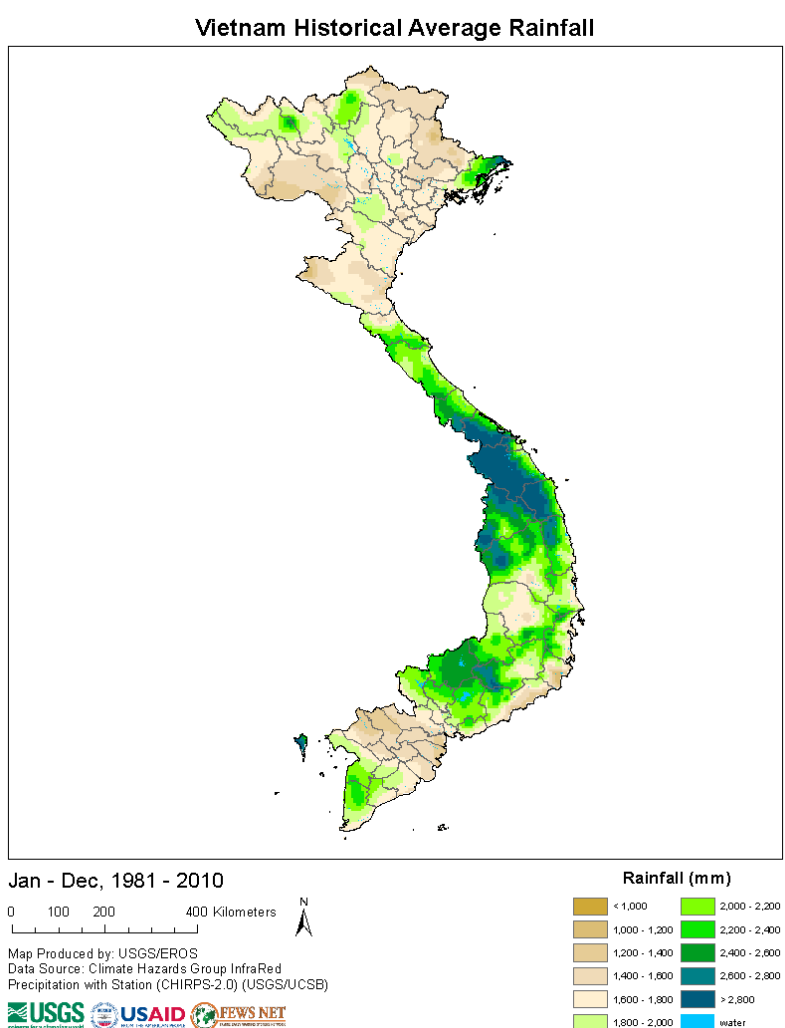 Vietnam Historical Average Rainfall
Jan - Dec, 1981 - 2010
0 100 200 400 Kilometers
N
Map Produced by: USGS/EROS
Data Source: Climate Hazards Group InfraRed
Precipitation with Station (CHIRPS-2.0) (USGS/UCSB)
USGS
USAID
FROM THE AMERICAN PEOPLE
FEWS NET
Rainfall (mm)
< 1,000
1,000 - 1,200
1,200 - 1,400
1,400 - 1,600
1,600 - 1,800
1,800 - 2,000
2,000 - 2,200
2,200 - 2,400
2,400 - 2,600
2,600 - 2,800
> 2,800
water